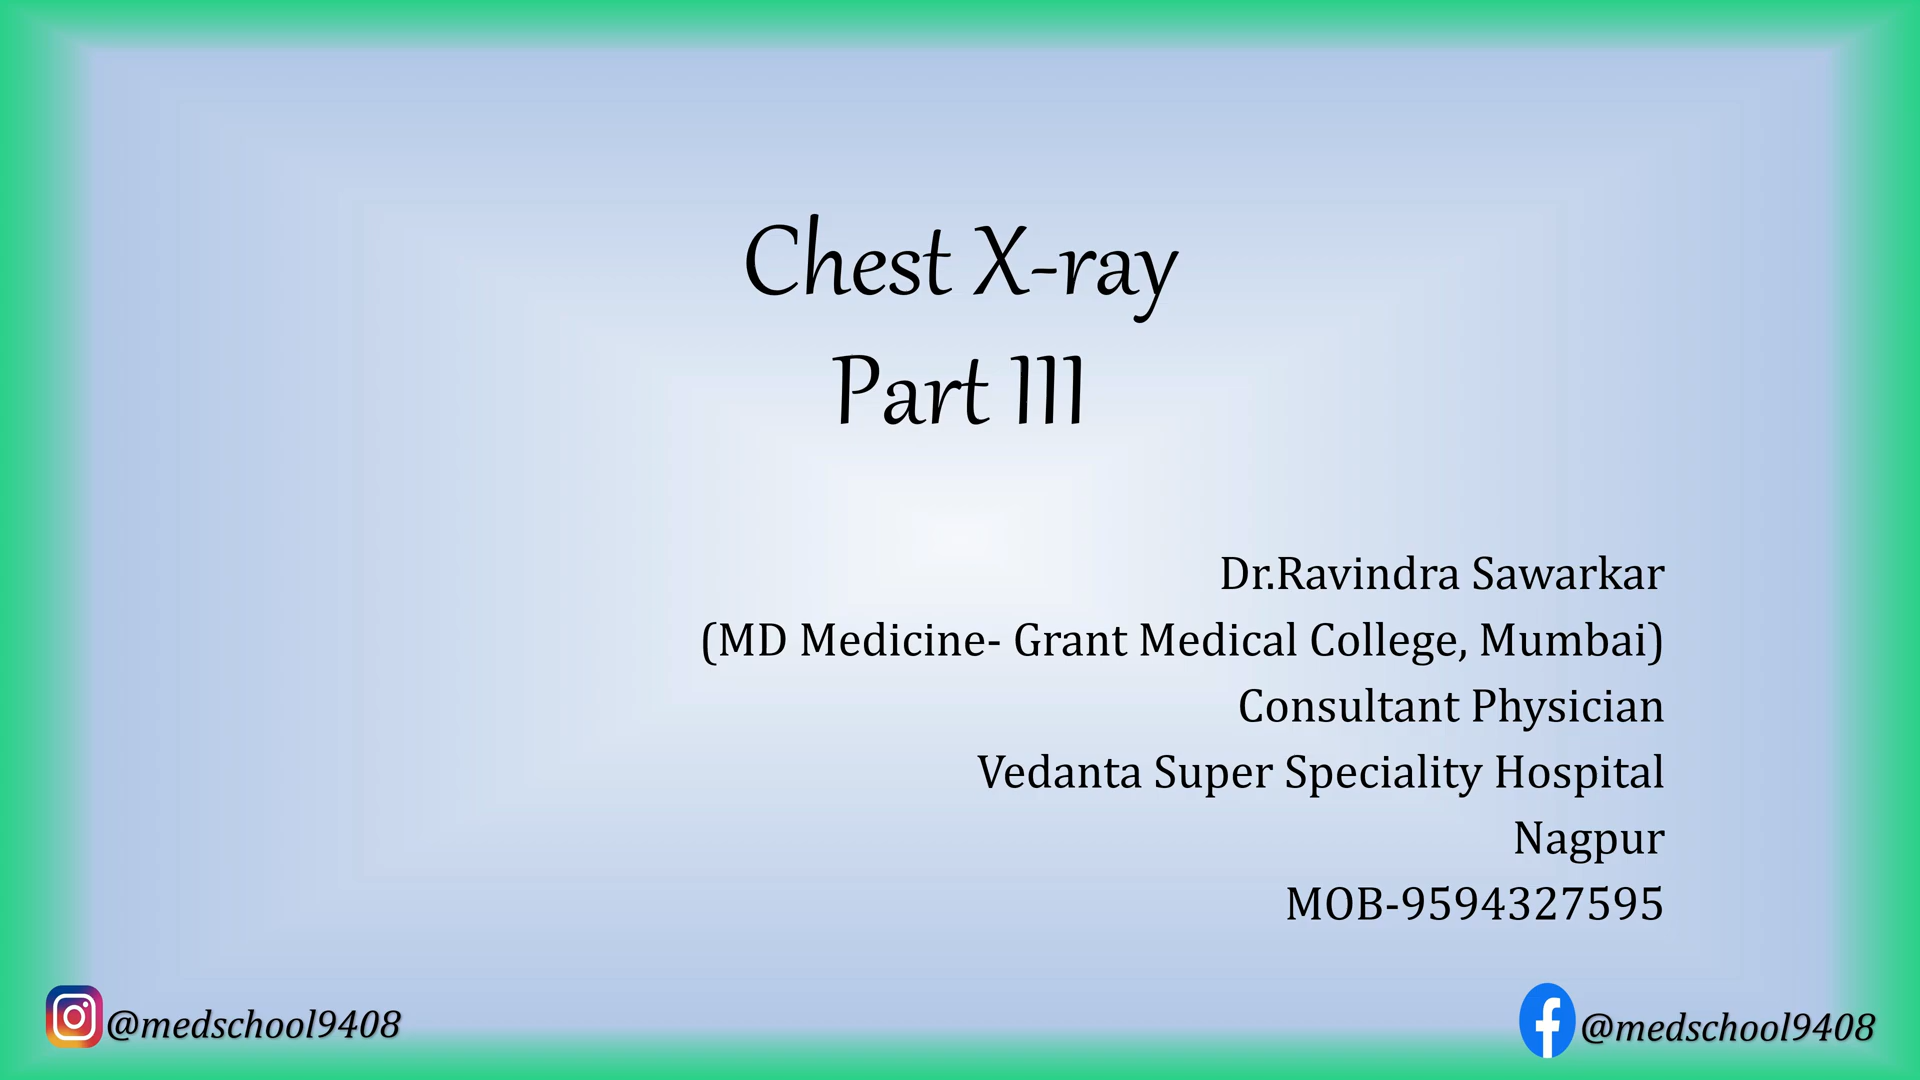 Chest X-ray
Part III
Dr.Ravindra Sawarkar
(MD Medicine- Grant Medical College, Mumbai)
Consultant Physician
Vedanta Super Speciality Hospital
Nagpur
MOB-9594327595
@medschool9408
@medschool9408